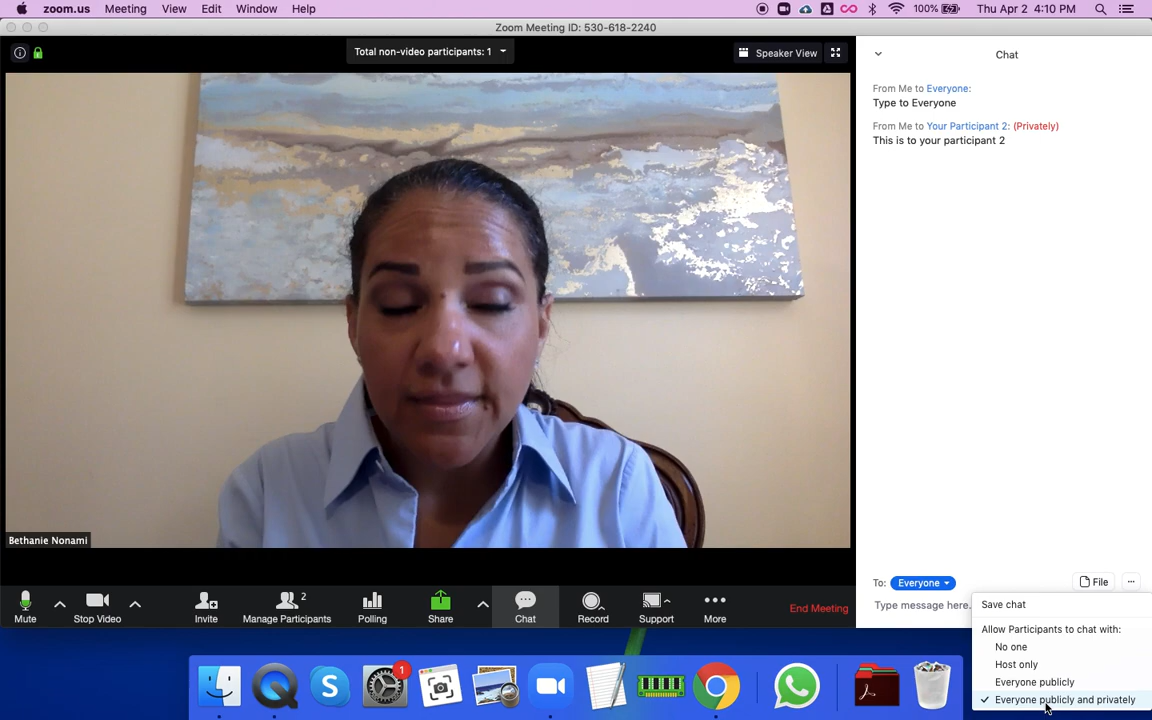 zoom.us Meeting View Edit Window Help 100% Thu Apr 2 4:10 PM
Zoom Meeting ID: 530-618-2240
Total non-video participants: 1
Speaker View
Chat
From Me to Everyone:
Type to Everyone
From Me to Your Participant 2: (Privately)
This is to your participant 2
Bethanie Nonami
To: Everyone File ...
Type message here.
Save chat
Allow Participants to chat with:
No one
Host only
Everyone publicly
Everyone publicly and privately
2
Mute Stop Video Invite Manage Participants Polling Share Chat Record Support More End Meeting
1